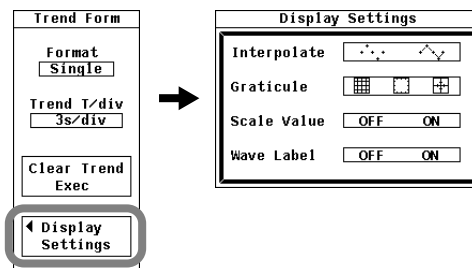 Trend Form
Format
Single
Trend T/div
3s/div
Clear Trend
Exec
Display
Settings
Display Settings
Interpolate
Graticule
Scale Value OFF ON
Wave Label OFF ON